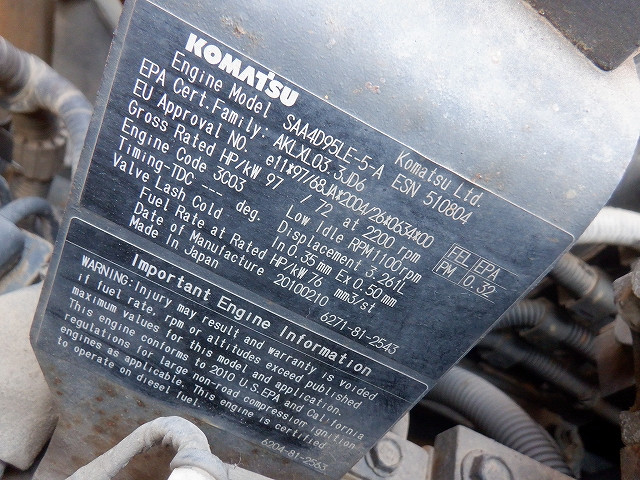 KOMATSU
Komatsu Ltd.
Engine Model SAA4D95LE-5-A ESN 510804
EPA Cert.Family: AKLXL03.3JD6
EU Approval NO. e11*97/68JA*2004/26*0634*00
Gross Rated HP/kW 97 / 72 at 2200 rpm
Engine Code 3C03 Low Idle RPM 1100rpm
Timing-TDC --- deg. Displacement 3.261L
Valve Lash Cold In 0.35mm Ex 0.50mm
Fuel Rate at Rated HP/kW 76 mm3/st
Date of Manufacture 20100210
Made In Japan 6271-81-2543
FEL EPA
PM 0.32
Important Engine Information
WARNING:Injury may result and warranty is voided
if fuel rate, rpm or altitudes exceed published
maximum values for this model and application.
This engine conforms to 2010 U.S.EPA and California
regulations for large non-road compression ignition
engines as applicable. This engine is certified
to operate on diesel fuel.
6204-81-2563